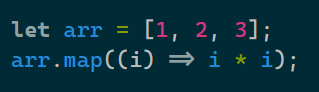 let arr = [1, 2, 3];
arr.map((i) => i * i);